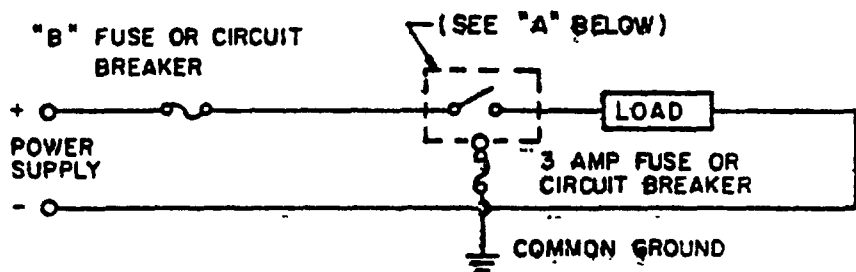 "B" FUSE OR CIRCUIT
BREAKER
(SEE "A" BELOW)
+
LOAD
POWER
SUPPLY
3 AMP FUSE OR
CIRCUIT BREAKER
-
COMMON GROUND